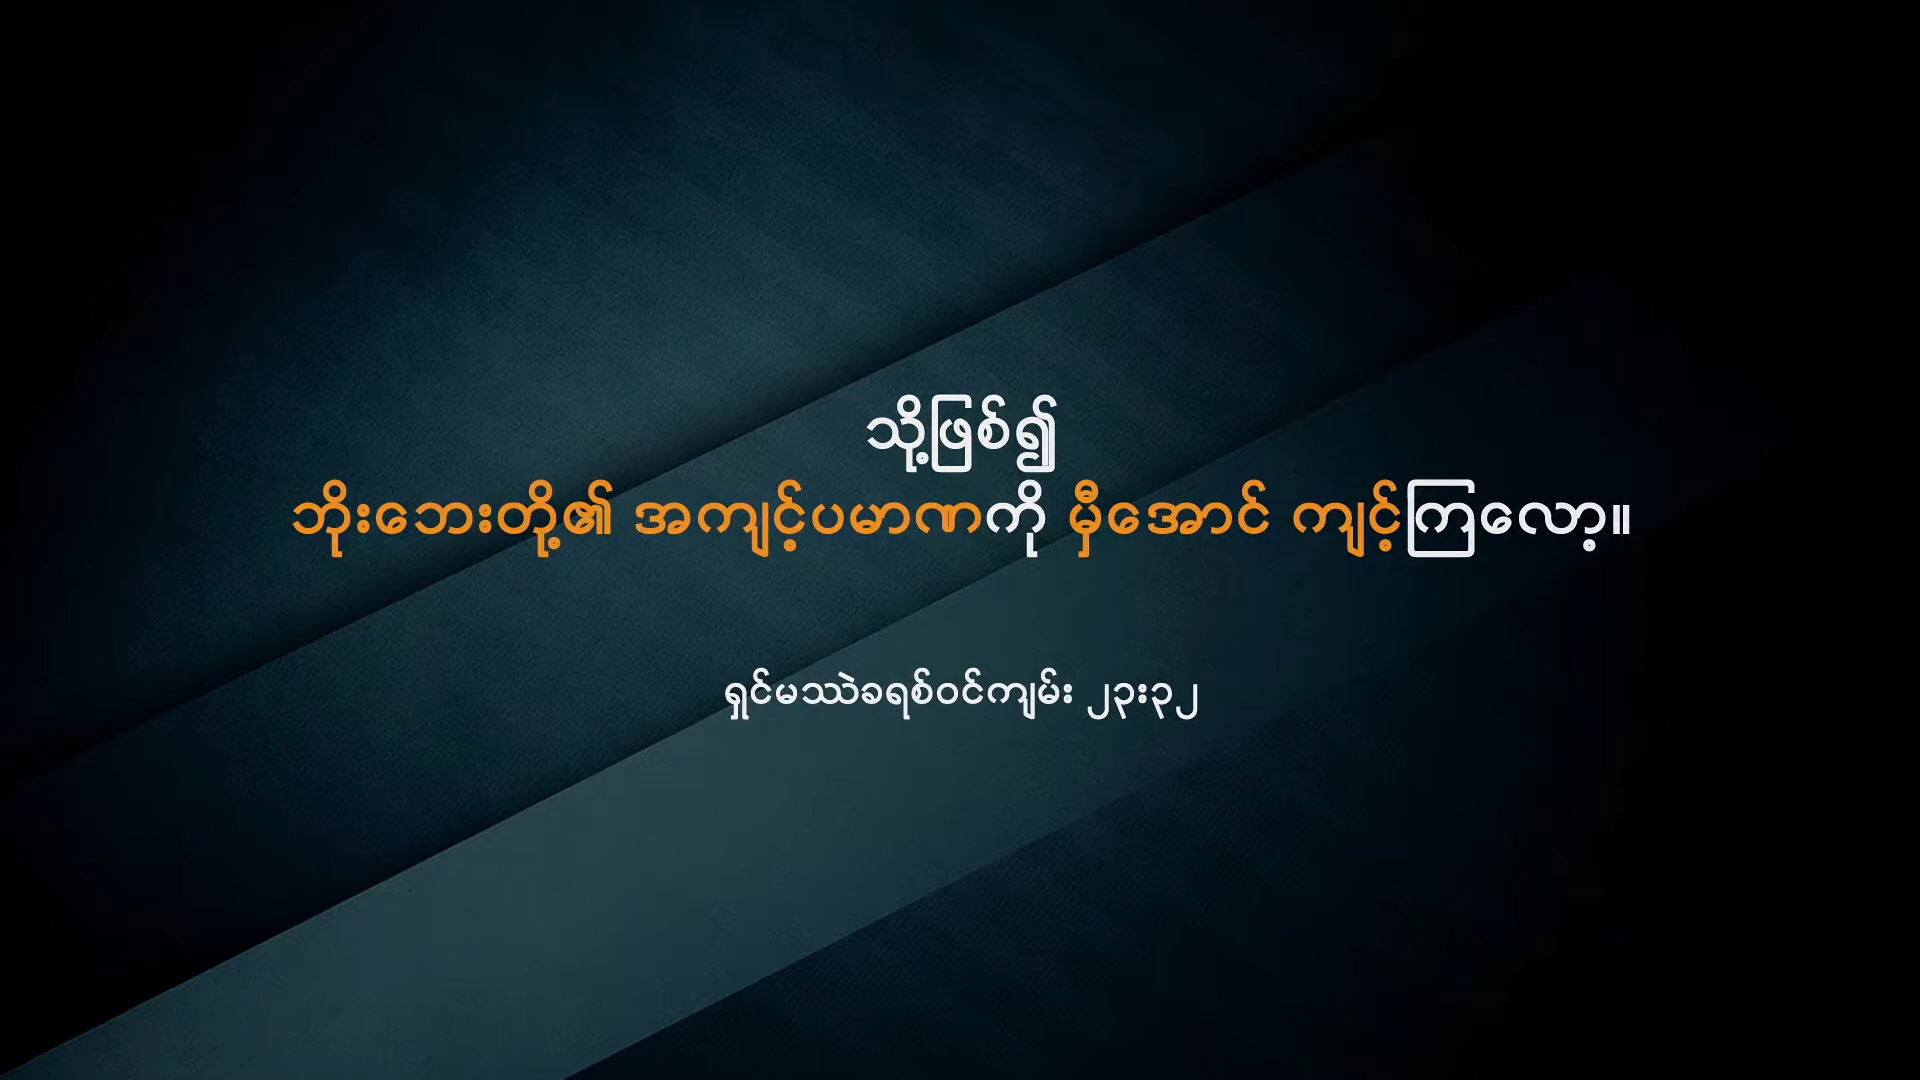 သို့ဖြစ်၍
ဘိုးဘေးတို့၏ အကျင့်ပမာဏကို မှီအောင် ကျင့်ကြလော့။
ရှင်မဿဲခရစ်ဝင်ကျမ်း ၂၃း၃၂